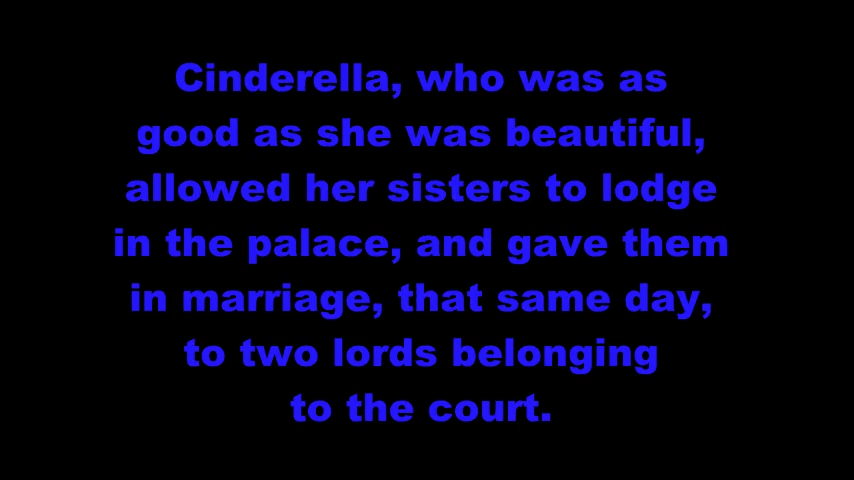 Cinderella, who was as
good as she was beautiful,
allowed her sisters to lodge
in the palace, and gave them
in marriage, that same day,
to two lords belonging
to the court.